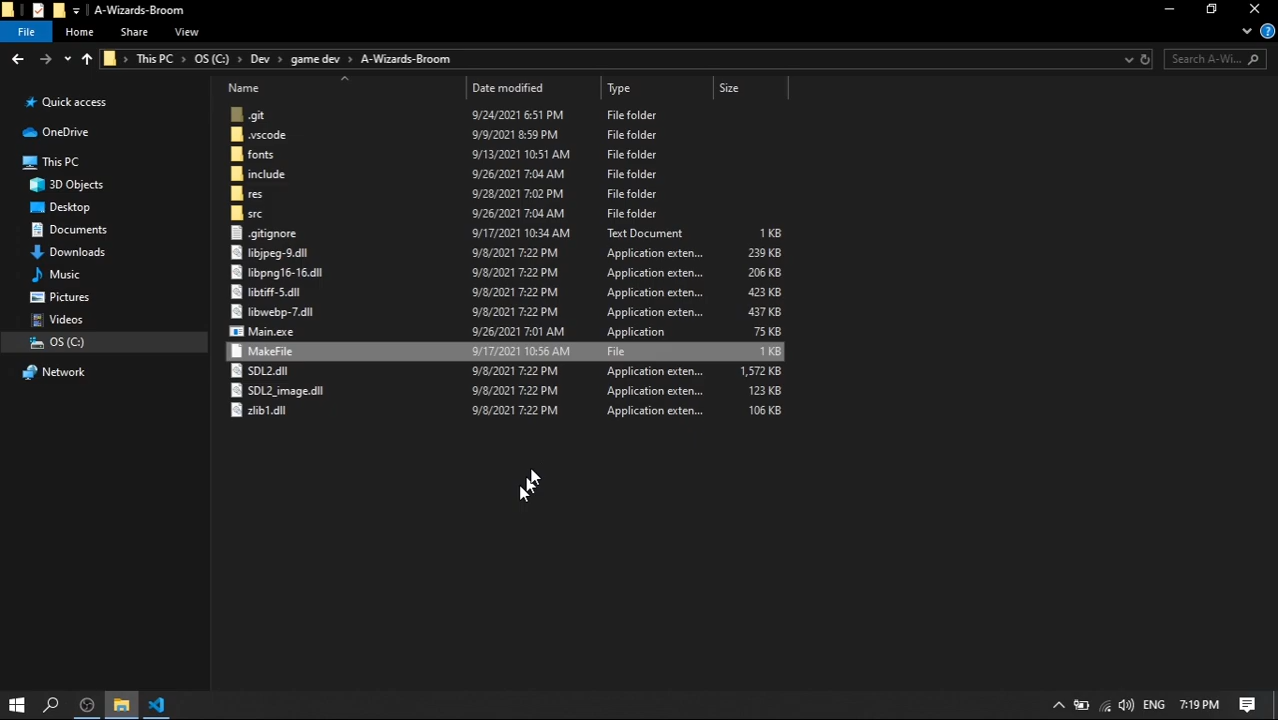 A-Wizards-Broom
File Home Share View
This PC OS (C:) Dev game dev A-Wizards-Broom Search A-Wi...
Name Date modified Type Size
Quick access
OneDrive
This PC
3D Objects
Desktop
Documents
Downloads
Music
Pictures
Videos
OS (C:)
Network
.git 9/24/2021 6:51 PM File folder
.vscode 9/9/2021 8:59 PM File folder
fonts 9/13/2021 10:51 AM File folder
include 9/26/2021 7:04 AM File folder
res 9/28/2021 7:02 PM File folder
src 9/26/2021 7:04 AM File folder
.gitignore 9/17/2021 10:34 AM Text Document 1 KB
libjpeg-9.dll 9/8/2021 7:22 PM Application exten... 239 KB
libpng16-16.dll 9/8/2021 7:22 PM Application exten... 206 KB
libtiff-5.dll 9/8/2021 7:22 PM Application exten... 423 KB
libwebp-7.dll 9/8/2021 7:22 PM Application exten... 437 KB
Main.exe 9/26/2021 7:01 AM Application 75 KB
MakeFile 9/17/2021 10:56 AM File 1 KB
SDL2.dll 9/8/2021 7:22 PM Application exten... 1,572 KB
SDL2_image.dll 9/8/2021 7:22 PM Application exten... 123 KB
zlib1.dll 9/8/2021 7:22 PM Application exten... 106 KB
ENG 7:19 PM